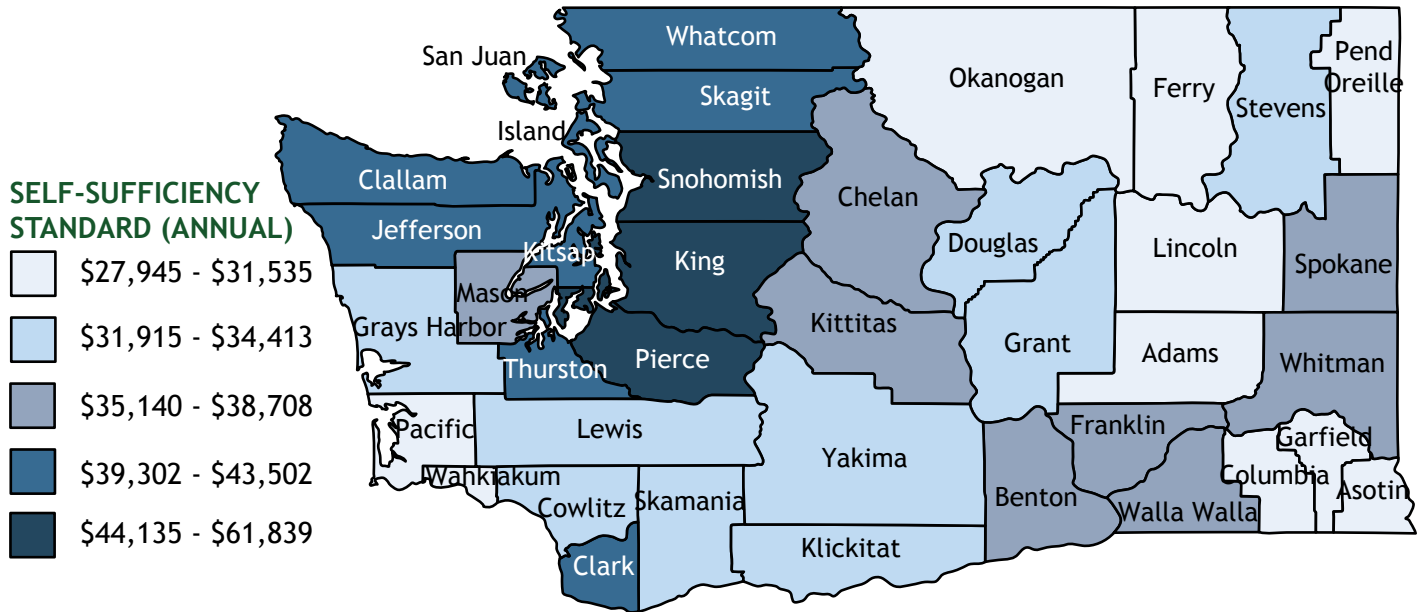 SELF-SUFFICIENCY
STANDARD (ANNUAL)
$27,945 - $31,535
$31,915 - $34,413
$35,140 - $38,708
$39,302 - $43,502
$44,135 - $61,839
Whatcom
San Juan
Skagit
Island
Okanogan
Ferry
Stevens
Pend
Oreille
Clallam
Snohomish
Chelan
Jefferson
Kitsap
King
Douglas
Lincoln
Spokane
Mason
Grays Harbor
Kittitas
Grant
Adams
Whitman
Thurston
Pierce
Pacific
Lewis
Yakima
Franklin
Garfield
Wahkiakum
Columbia
Asotin
Cowlitz
Skamania
Benton
Walla Walla
Klickitat
Clark